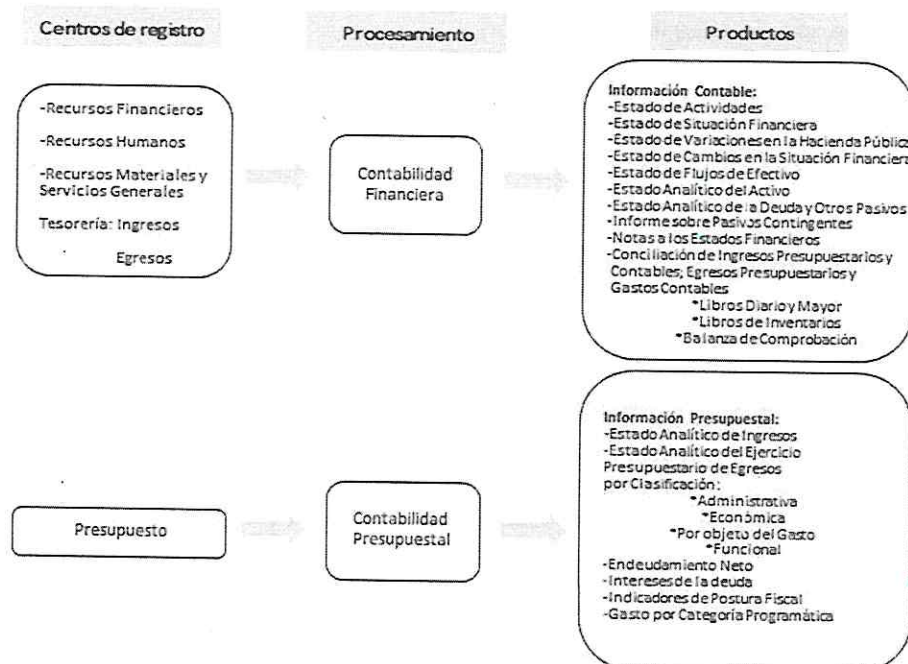 Centros de registro
Procesamiento
Productos
-Recursos Financieros
-Recursos Humanos
-Recursos Materiales y
Servicios Generales
Tesorería: Ingresos
Egresos
Contabilidad
Financiera
Información Contable:
-Estado de Actividades
-Estado de Situación Financiera
-Estado de Variaciones en la Hacienda Pública
-Estado de Cambios en la Situación Financiera
-Estado de Flujos de Efectivo
-Estado Analítico del Activo
-Estado Analítico de la Deuda y Otros Pasivos
-Informe sobre Pasivos Contingentes
-Notas a los Estados Financieros
-Conciliación de Ingresos Presupuestarios y
Contables; Egresos Presupuestarios y
Gastos Contables
*Libros Diario y Mayor
*Libros de Inventarios
*Balanza de Comprobación
Presupuesto
Contabilidad
Presupuestal
Información Presupuestal:
-Estado Analítico de Ingresos
-Estado Analítico del Ejercicio
Presupuestario de Egresos
por Clasificación:
*Administrativa
*Económica
*Por objeto del Gasto
*Funcional
-Endeudamiento Neto
-Intereses de la deuda
-Indicadores de Postura Fiscal
-Gasto por Categoría Programática